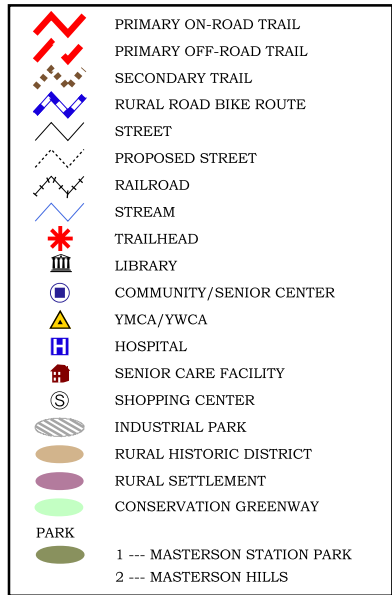 PRIMARY ON-ROAD TRAIL
PRIMARY OFF-ROAD TRAIL
SECONDARY TRAIL
RURAL ROAD BIKE ROUTE
STREET
PROPOSED STREET
RAILROAD
STREAM
TRAILHEAD
LIBRARY
COMMUNITY/SENIOR CENTER
YMCA/YWCA
H HOSPITAL
SENIOR CARE FACILITY
S SHOPPING CENTER
INDUSTRIAL PARK
RURAL HISTORIC DISTRICT
RURAL SETTLEMENT
CONSERVATION GREENWAY
PARK
1 --- MASTERSON STATION PARK
2 --- MASTERSON HILLS